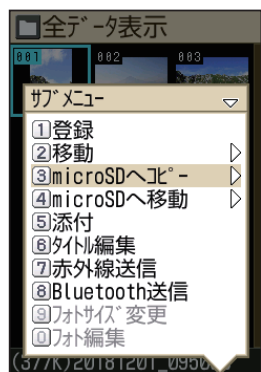 全ﾃﾞｰﾀ表示
001 002 003
ｻﾌﾞﾒﾆｭｰ
1登録
2移動
3microSDへｺﾋﾟｰ
4microSDへ移動
5添付
6ﾀｲﾄﾙ編集
7赤外線送信
8Bluetooth送信
9ﾌｫﾄｻｲｽﾞ変更
0ﾌｫﾄ編集
(377K)20181201_095